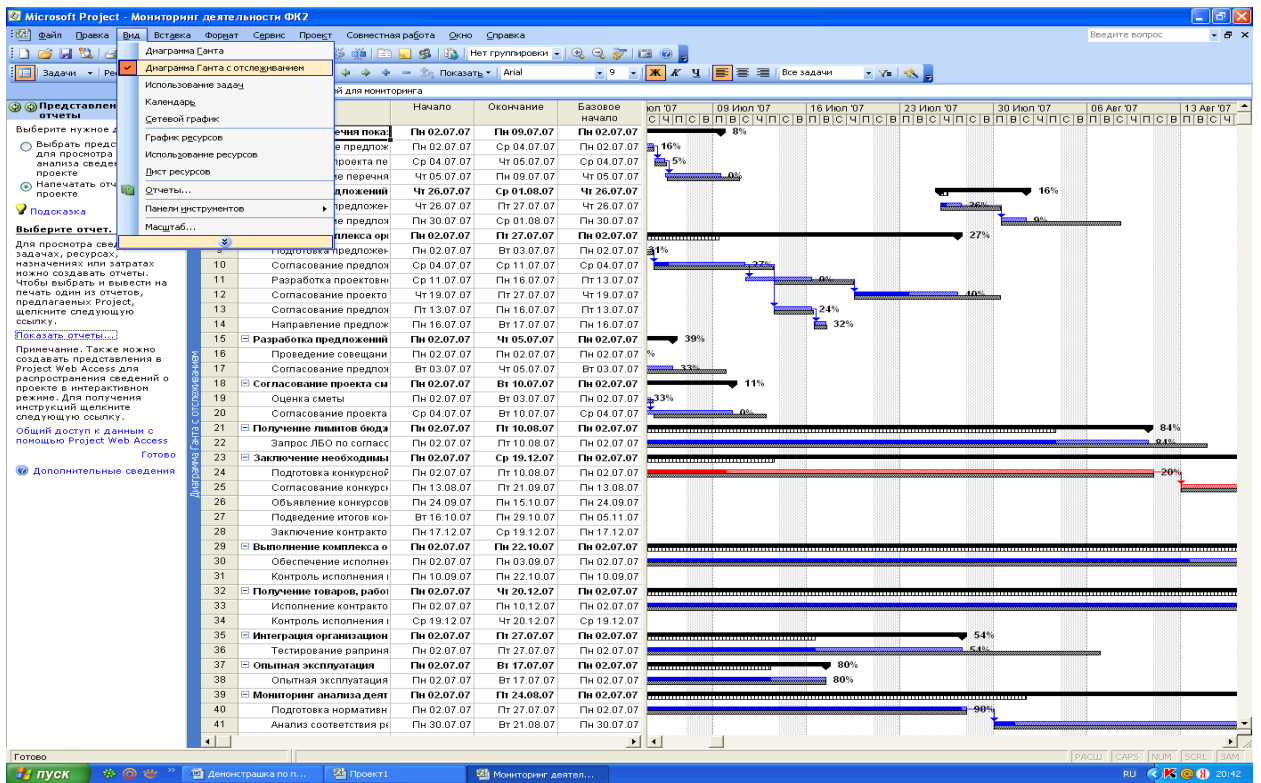 Microsoft Project - Мониторинг деятельности ФК2
Файл Правка Вид Вставка Формат Сервис Проект Совместная работа Окно Справка
Введите вопрос
Нет группировки
Задачи
Показать Arial 9 Ж К Ч Все задачи
Диаграмма Ганта
Диаграмма Ганта с отслеживанием
Использование задач
Календарь
Сетевой график
График ресурсов
Использование ресурсов
Лист ресурсов
Отчеты...
Панели инструментов
Масштаб...
отчеты
Выберите нужное
Выбрать
для просмотра
анализа
проекте
Напечатать
проекте
Подсказка
Выберите отчет.
Для просмотра
задачах, ресурсах,
назначениях или затратах
можно создавать отчеты.
Чтобы выбрать и вывести на
печать один из отчетов,
предлагаемых Project,
щелкните следующую
ссылку.
Показать отчеты...
Примечание. Также можно
создавать представления в
Project Web Access для
распространения сведений о
проекте в интерактивном
режиме. Для получения
инструкций щелкните
следующую ссылку.
Общий доступ к данным с
помощью Project Web Access
Готово
Дополнительные сведения
Диаграмма Ганта с отслеживанием
Начало Окончание Базовое
начало
Пн 02.07.07 Пн 09.07.07 Пн 02.07.07
Пн 02.07.07 Ср 04.07.07 Пн 02.07.07
Ср 04.07.07 Чт 05.07.07 Ср 04.07.07
Чт 05.07.07 Пн 09.07.07 Чт 05.07.07
Чт 26.07.07 Ср 01.08.07 Чт 26.07.07
Чт 26.07.07 Пт 27.07.07 Чт 26.07.07
Пн 30.07.07 Ср 01.08.07 Пн 30.07.07
Пн 02.07.07 Пт 27.07.07 Пн 02.07.07
9 Подготовка предложен Пн 02.07.07 Вт 03.07.07 Пн 02.07.07
10 Согласование предлож Ср 04.07.07 Ср 11.07.07 Ср 04.07.07
11 Разработка проектовн Ср 11.07.07 Пн 16.07.07 Пт 13.07.07
12 Согласование проекто Чт 19.07.07 Пт 27.07.07 Чт 19.07.07
13 Согласование предлож Пт 13.07.07 Пн 16.07.07 Пт 13.07.07
14 Направление предлож Пн 16.07.07 Вт 17.07.07 Пн 16.07.07
15 Разработка предложений Пн 02.07.07 Чт 05.07.07 Пн 02.07.07
16 Проведение совещани Пн 02.07.07 Пн 02.07.07 Пн 02.07.07
17 Согласование предлож Вт 03.07.07 Чт 05.07.07 Вт 03.07.07
18 Согласование проекта см Пн 02.07.07 Вт 10.07.07 Пн 02.07.07
19 Оценка сметы Пн 02.07.07 Вт 03.07.07 Пн 02.07.07
20 Согласование проекта Ср 04.07.07 Вт 10.07.07 Ср 04.07.07
21 Получение лимитов бюдж Пн 02.07.07 Пт 10.08.07 Пн 02.07.07
22 Запрос ЛБО по соглас Пн 02.07.07 Пт 10.08.07 Пн 02.07.07
23 Заключение необходимы Пн 02.07.07 Ср 19.12.07 Пн 02.07.07
24 Подготовка конкурсной Пн 02.07.07 Пт 10.08.07 Пн 02.07.07
25 Согласование конкурс Пн 13.08.07 Пт 21.09.07 Пн 13.08.07
26 Объявление конкурсов Пн 24.09.07 Пн 15.10.07 Пн 24.09.07
27 Подведение итогов кон Вт 16.10.07 Пн 29.10.07 Пн 05.11.07
28 Заключение контракто Пн 17.12.07 Ср 19.12.07 Пн 17.12.07
29 Выполнение комплекса о Пн 02.07.07 Пн 22.10.07 Пн 02.07.07
30 Обеспечение исполнен Пн 02.07.07 Пн 03.09.07 Пн 02.07.07
31 Контроль исполнения Пн 10.09.07 Пн 22.10.07 Пн 10.09.07
32 Получение товаров, работ Пн 02.07.07 Чт 20.12.07 Пн 02.07.07
33 Исполнение контракто Пн 02.07.07 Пн 10.12.07 Пн 02.07.07
34 Контроль исполнения Ср 19.12.07 Чт 20.12.07 Ср 19.12.07
35 Интеграция организацион Пн 02.07.07 Пт 27.07.07 Пн 02.07.07
36 Тестирование раприня Пн 02.07.07 Пт 27.07.07 Пн 02.07.07
37 Опытная эксплуатация Пн 02.07.07 Вт 17.07.07 Пн 02.07.07
38 Опытная эксплуатация Пн 02.07.07 Вт 17.07.07 Пн 02.07.07
39 Мониторинг анализа деят Пн 02.07.07 Пт 24.08.07 Пн 02.07.07
40 Подготовка нормативн Пн 02.07.07 Пт 27.07.07 Пн 02.07.07
41 Анализ соответствия Пн 30.07.07 Вт 21.08.07 Пн 30.07.07
09 Июл '07 16 Июл '07 23 Июл '07 30 Июл '07 06 Авг '07 13 Авг '07
8%
16%
5%
0%
16%
26%
9%
27%
31%
27%
0%
40%
24%
32%
39%
33%
11%
33%
0%
84%
84%
20%
54%
54%
80%
80%
98%
Готово
РАСШ CAPS NUM SCRL ЗАМ
пуск Демонстрашка по п... Проект1 Мониторинг деятел... RU 20:42